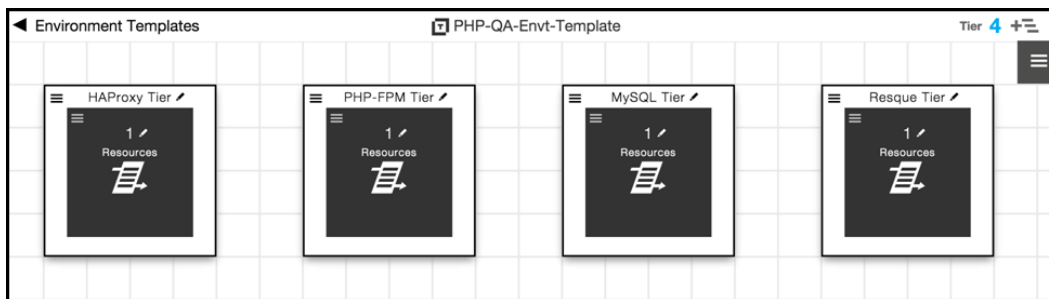 Environment Templates
PHP-QA-Envt-Template
Tier 4
HAProxy Tier
1
Resources
PHP-FPM Tier
1
Resources
MySQL Tier
1
Resources
Resque Tier
1
Resources